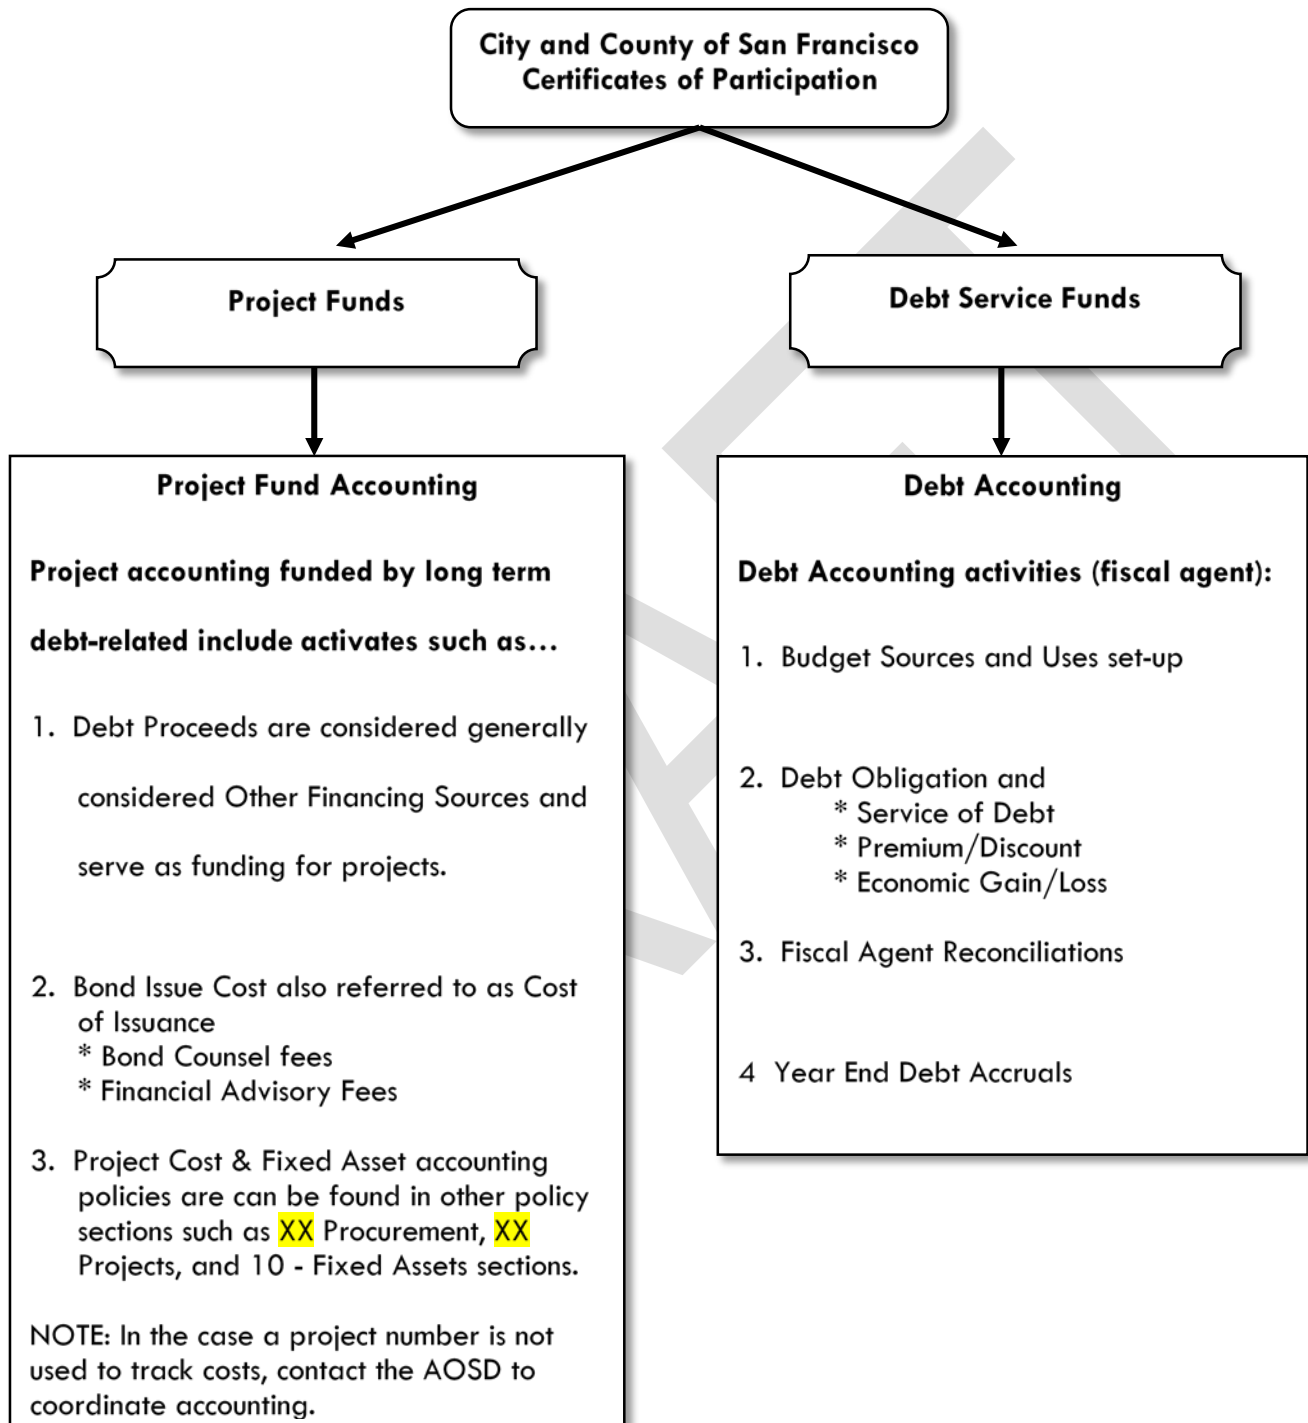 City and County of San Francisco
Certificates of Participation
Project Funds
Debt Service Funds
Project Fund Accounting
Project accounting funded by long term
debt-related include activates such as...
1. Debt Proceeds are considered generally
considered Other Financing Sources and
serve as funding for projects.
2. Bond Issue Cost also referred to as Cost
of Issuance
* Bond Counsel fees
* Financial Advisory Fees
3. Project Cost & Fixed Asset accounting
policies are can be found in other policy
sections such as XX Procurement, XX
Projects, and 10 - Fixed Assets sections.
NOTE: In the case a project number is not
used to track costs, contact the AOSD to
coordinate accounting.
Debt Accounting
Debt Accounting activities (fiscal agent):
1. Budget Sources and Uses set-up
2. Debt Obligation and
* Service of Debt
* Premium/Discount
* Economic Gain/Loss
3. Fiscal Agent Reconciliations
4 Year End Debt Accruals